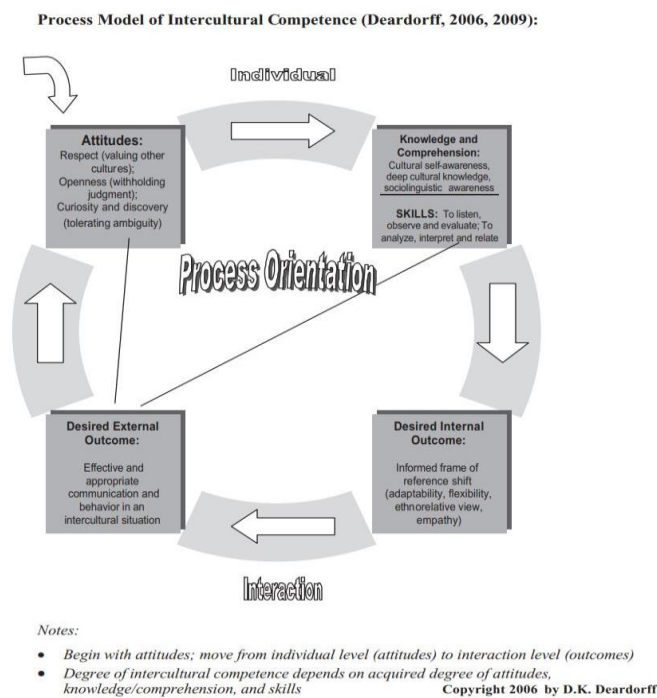 Process Model of Intercultural Competence (Deardorff, 2006, 2009):
Individual
Attitudes:
Respect (valuing other
cultures);
Openness (withholding
judgment);
Curiosity and discovery
(tolerating ambiguity)
Knowledge and
Comprehension:
Cultural self-awareness,
deep cultural knowledge,
sociolinguistic awareness
SKILLS: To listen,
observe and evaluate; To
analyze, interpret and relate
Process Orientation
Desired External
Outcome:
Effective and
appropriate
communication and
behavior in an
intercultural situation
Desired Internal
Outcome:
Informed frame of
reference shift
(adaptability, flexibility,
ethnorelative view,
empathy)
Interaction
Notes:
• Begin with attitudes; move from individual level (attitudes) to interaction level (outcomes)
• Degree of intercultural competence depends on acquired degree of attitudes,
knowledge/comprehension, and skills
Copyright 2006 by D.K. Deardorff